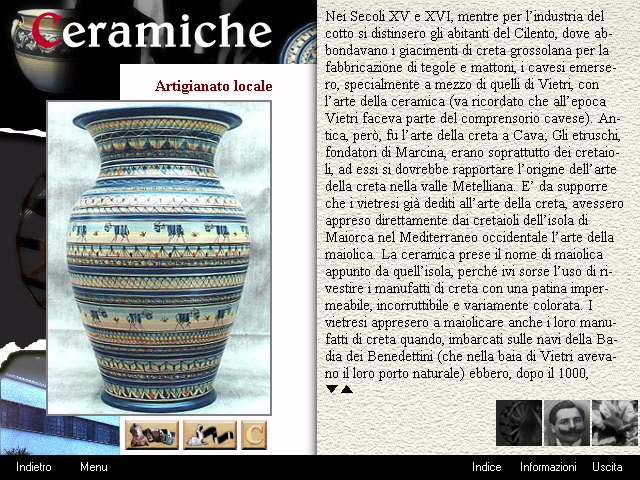 Ceramiche
Artigianato locale
Nei Secoli XV e XVI, mentre per l'industria del
cotto si distinsero gli abitanti del Cilento, dove ab-
bondavano i giacimenti di creta grossolana per la
fabbricazione di tegole e mattoni, i cavesi emerse-
ro, specialmente a mezzo di quelli di Vietri, con
l'arte della ceramica (va ricordato che all'epoca
Vietri faceva parte del comprensorio cavese). An-
tica, però, fu l'arte della creta a Cava, Gli etruschi,
fondatori di Marcina, erano soprattutto dei cretaio-
li, ad essi si dovrebbe rapportare l'origine dell'arte
della creta nella valle Metelliana. E' da supporre
che i vietresi già dediti all'arte della creta, avessero
appreso direttamente dai cretaioli dell'isola di
Maiorca nel Mediterraneo occidentale l'arte della
maiolica. La ceramica prese il nome di maiolica
appunto da quell'isola, perché ivi sorse l'uso di ri-
vestire i manufatti di creta con una patina imper-
meabile, incorruttibile e variamente colorata. I
vietresi appresero a maiolicare anche i loro manu-
fatti di creta quando, imbarcati sulle navi della Ba-
dia dei Benedettini (che nella baia di Vietri aveva-
no il loro porto naturale) ebbero, dopo il 1000,
C
Indietro
Menu
Indice
Informazioni
Uscita